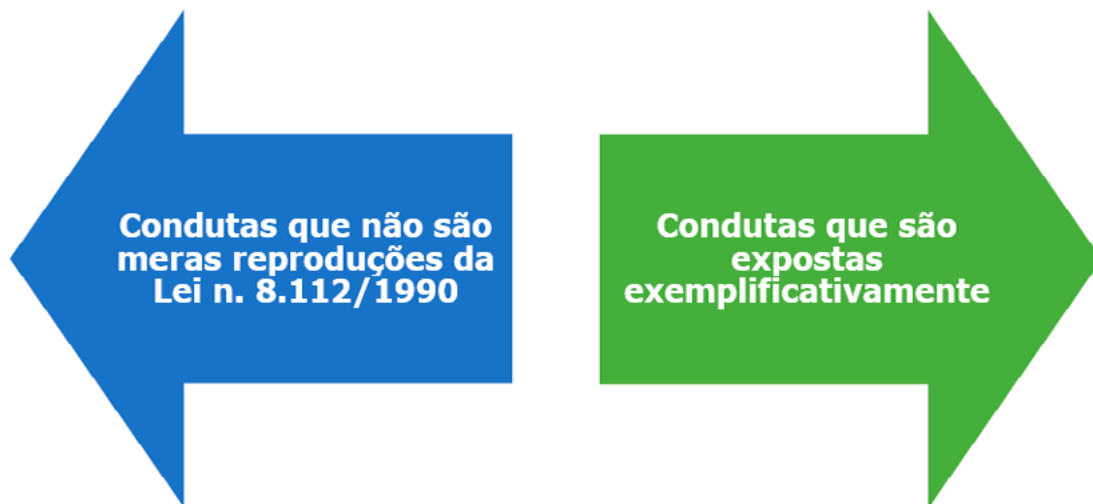 Condutas que não são
meras reproduções da
Lei n. 8.112/1990
Condutas que são
expostas
exemplificativamente